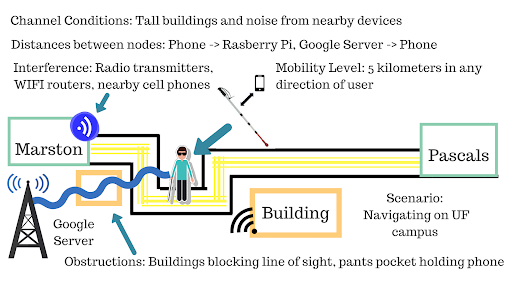 Channel Conditions: Tall buildings and noise from nearby devices
Distances between nodes: Phone -> Rasberry Pi, Google Server -> Phone
Interference: Radio transmitters,
WIFI routers, nearby cell phones
Mobility Level: 5 kilometers in any
direction of user
Marston
Pascals
Building
Scenario:
Navigating on UF
campus
Google
Server
Obstructions: Buildings blocking line of sight, pants pocket holding phone